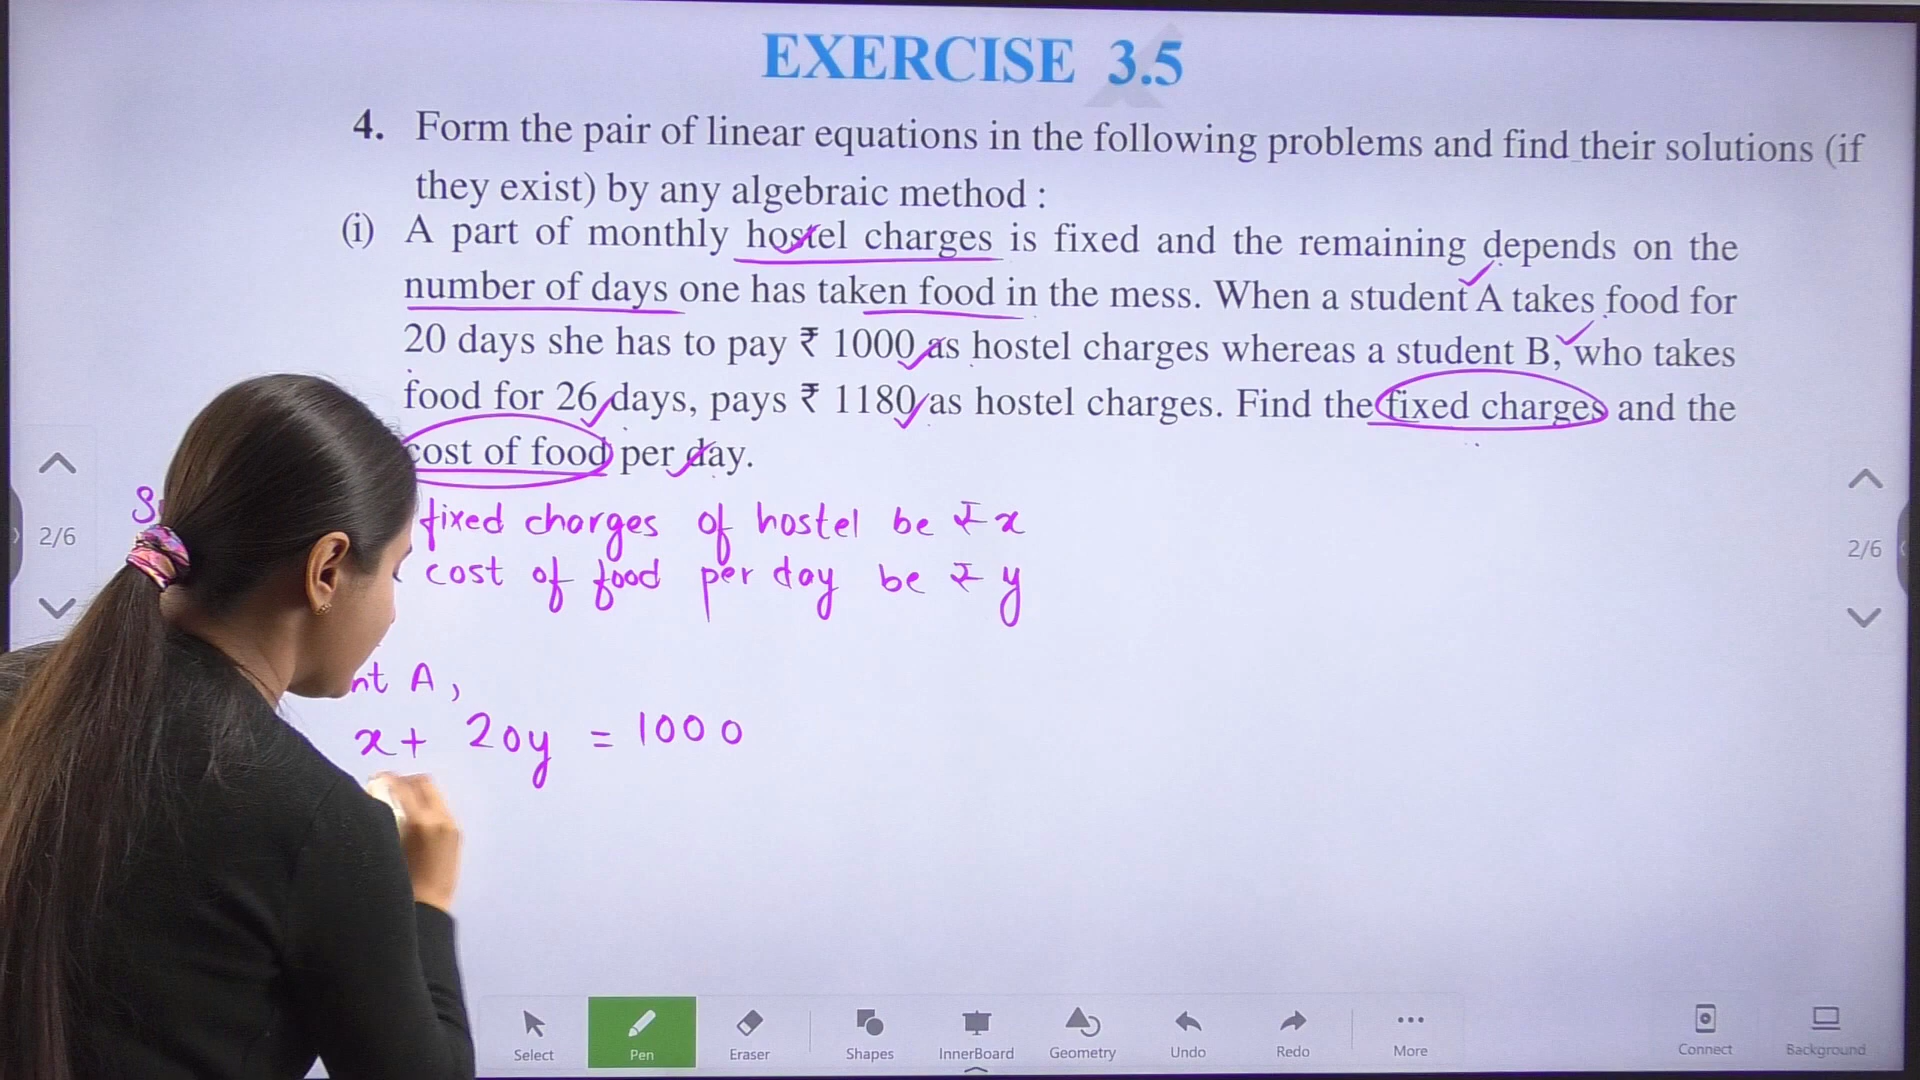 EXERCISE 3.5
4. Form the pair of linear equations in the following problems and find their solutions (if
they exist) by any algebraic method :
(i) A part of monthly hostel charges is fixed and the remaining depends on the
number of days one has taken food in the mess. When a student A takes food for
20 days she has to pay ₹ 1000 as hostel charges whereas a student B, who takes
food for 26 days, pays ₹ 1180 as hostel charges. Find the fixed charges and the
cost of food per day.
fixed charges of hostel be ₹ x
cost of food per day be ₹ y
nt A,
x + 20y = 1000
2/6
2/6
Select
Pen
Eraser
Shapes
InnerBoard
Geometry
Undo
Redo
More
Connect
Background